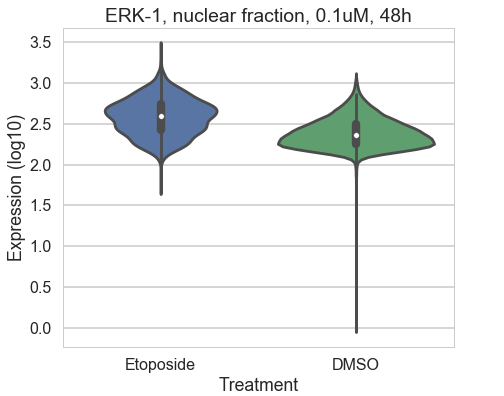 ERK-1, nuclear fraction, 0.1uM, 48h
Expression (log10)
3.5
3.0
2.5
2.0
1.5
1.0
0.5
0.0
Etoposide
DMSO
Treatment